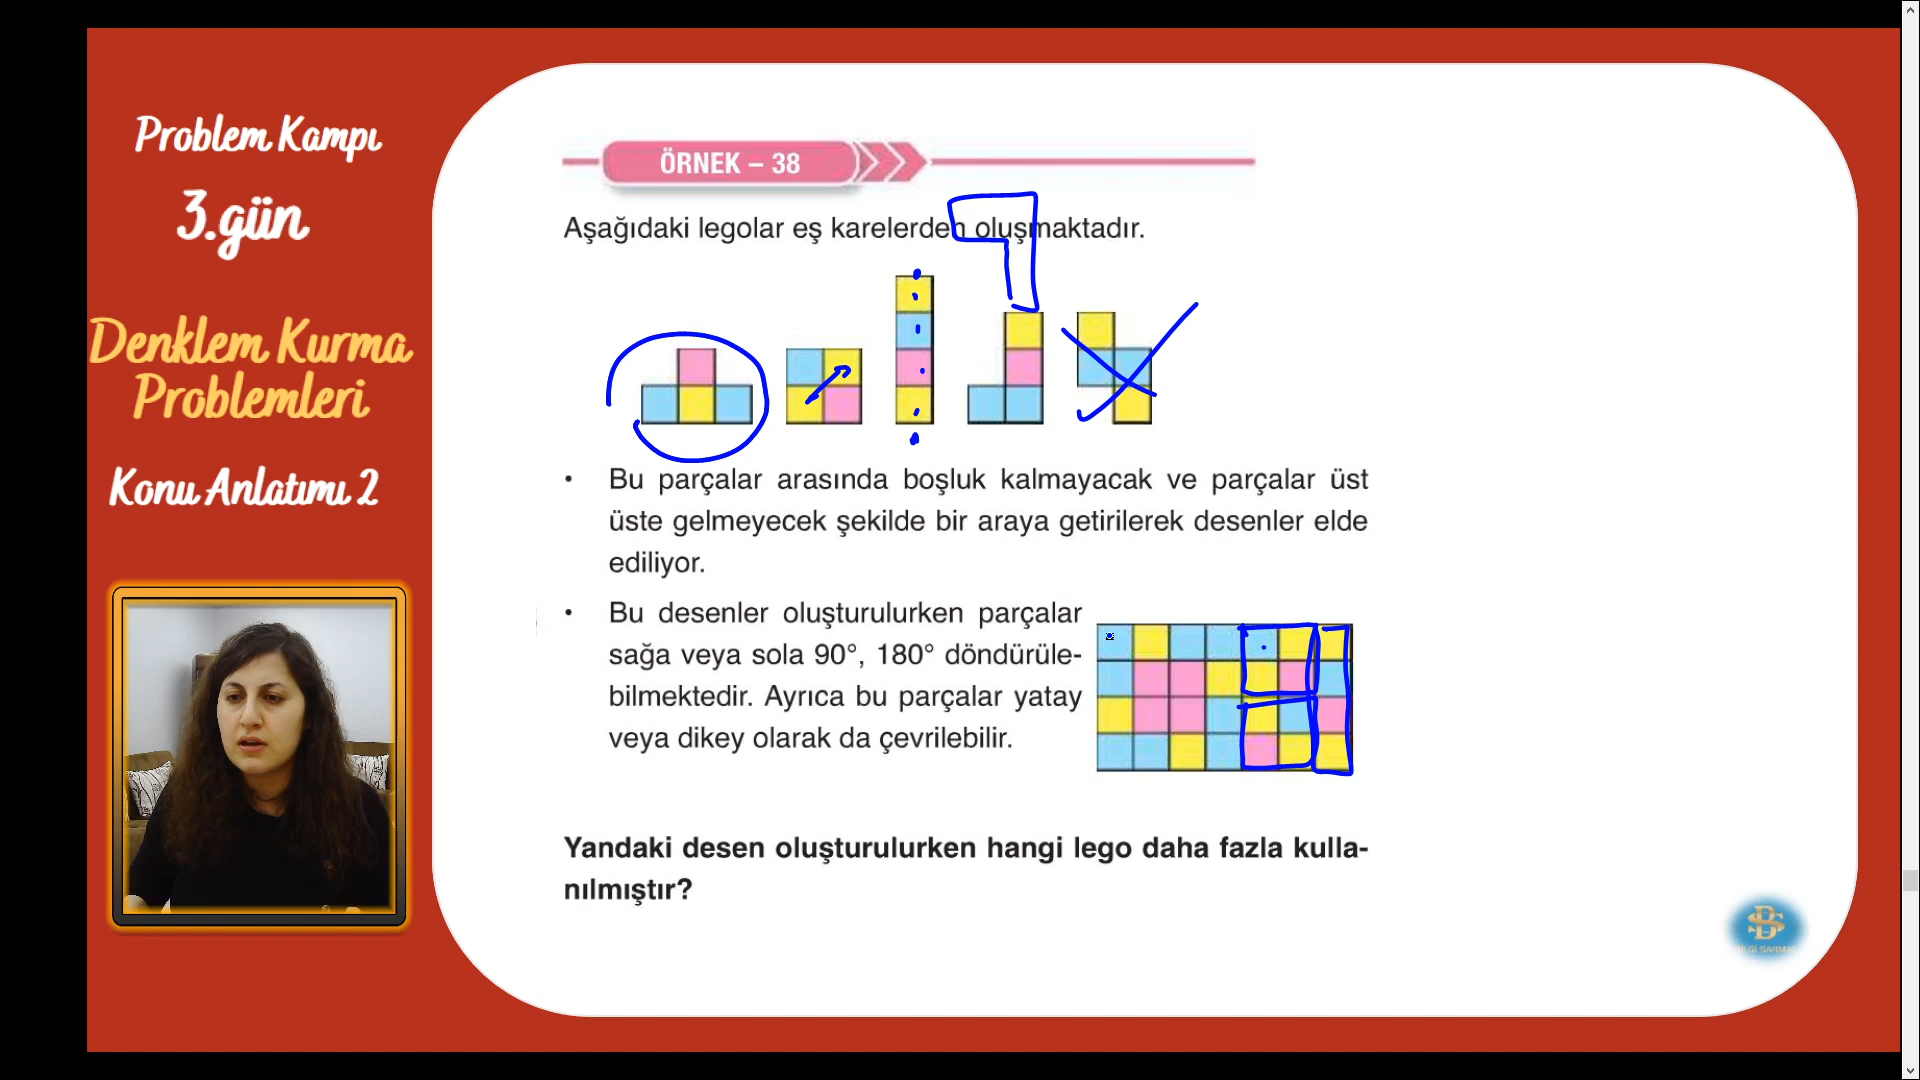 Problem Kampı
3.gün
Denklem Kurma
Problemleri
Konu Anlatımı 2
ÖRNEK – 38
Aşağıdaki legolar eş karelerden oluşmaktadır.
• Bu parçalar arasında boşluk kalmayacak ve parçalar üst
üste gelmeyecek şekilde bir araya getirilerek desenler elde
ediliyor.
• Bu desenler oluşturulurken parçalar
sağa veya sola 90°, 180° döndürüle-
bilmektedir. Ayrıca bu parçalar yatay
veya dikey olarak da çevrilebilir.
Yandaki desen oluşturulurken hangi lego daha fazla kulla-
nılmıştır?